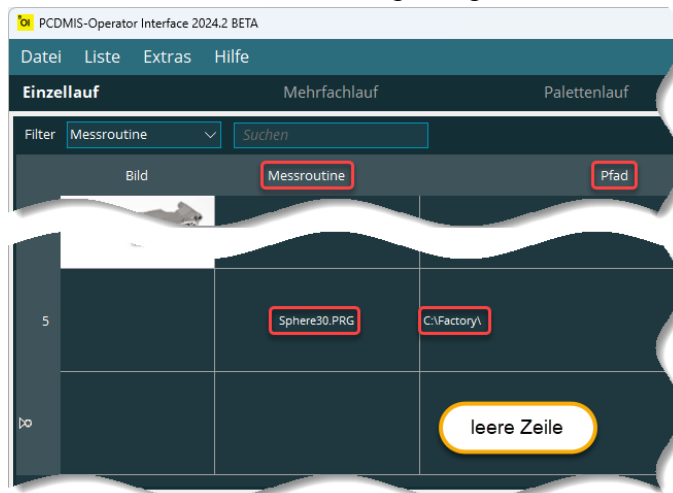 OI PCDMIS-Operator Interface 2024.2 BETA
Datei Liste Extras Hilfe
Einzellauf Mehrfachlauf Palettenlauf
Filter Messroutine Suchen
Bild Messroutine Pfad
5 Sphere30.PRG C:\Factory\
leere Zeile